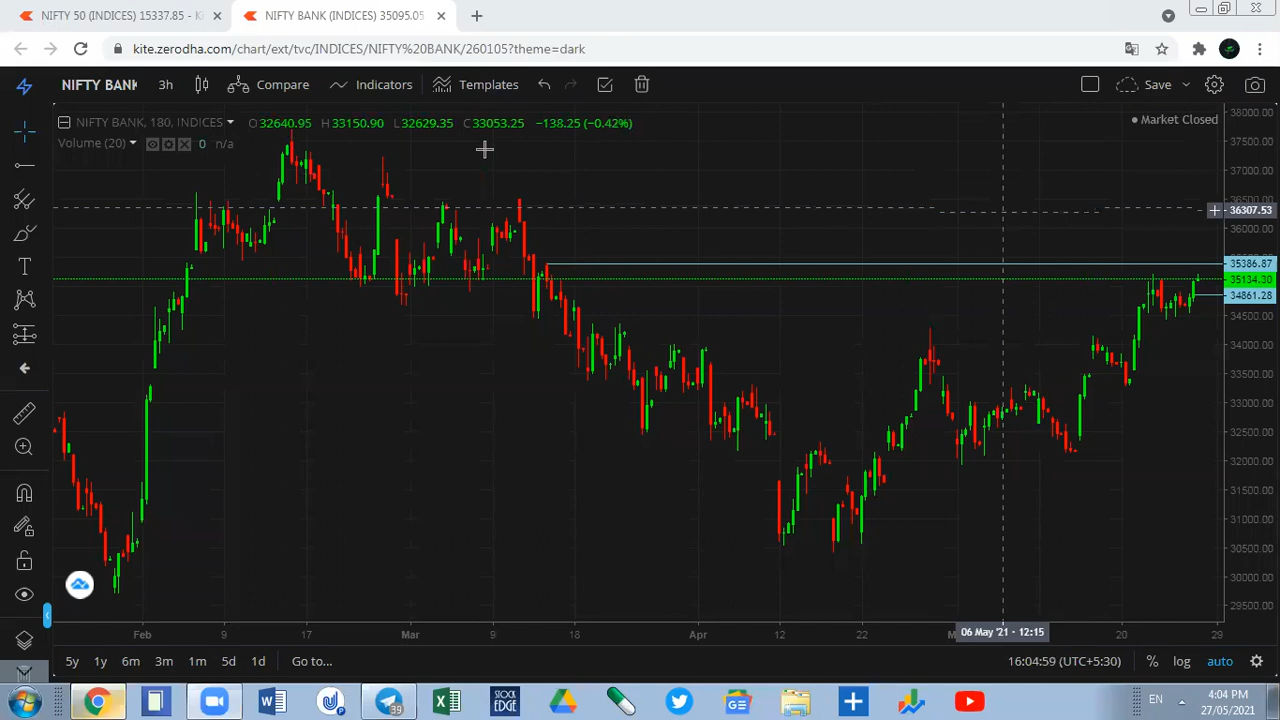 NIFTY 50 (INDICES) 15337.85 - Ki
NIFTY BANK (INDICES) 35095.05
kite.zerodha.com/chart/ext/tvc/INDICES/NIFTY%20BANK/260105?theme=dark
NIFTY BANK 3h Compare Indicators Templates Save
NIFTY BANK, 180, INDICES O 32640.95 H 33150.90 L 32629.35 C 33053.25 −138.25 (−0.42%)
Market Closed
Volume (20) 0 n/a
38000.00
37500.00
37000.00
36307.53
36000.00
35386.87
35134.30
34861.28
34500.00
34000.00
33500.00
33000.00
32500.00
32000.00
31500.00
31000.00
30500.00
30000.00
29500.00
Feb 9 17 Mar 9 18 Apr 12 22 06 May '21 - 12:15 20 29
5y 1y 6m 3m 1m 5d 1d Go to... 16:04:59 (UTC+5:30) % log auto
39
STOCK
EDGE
EN
4:04 PM
27/05/2021